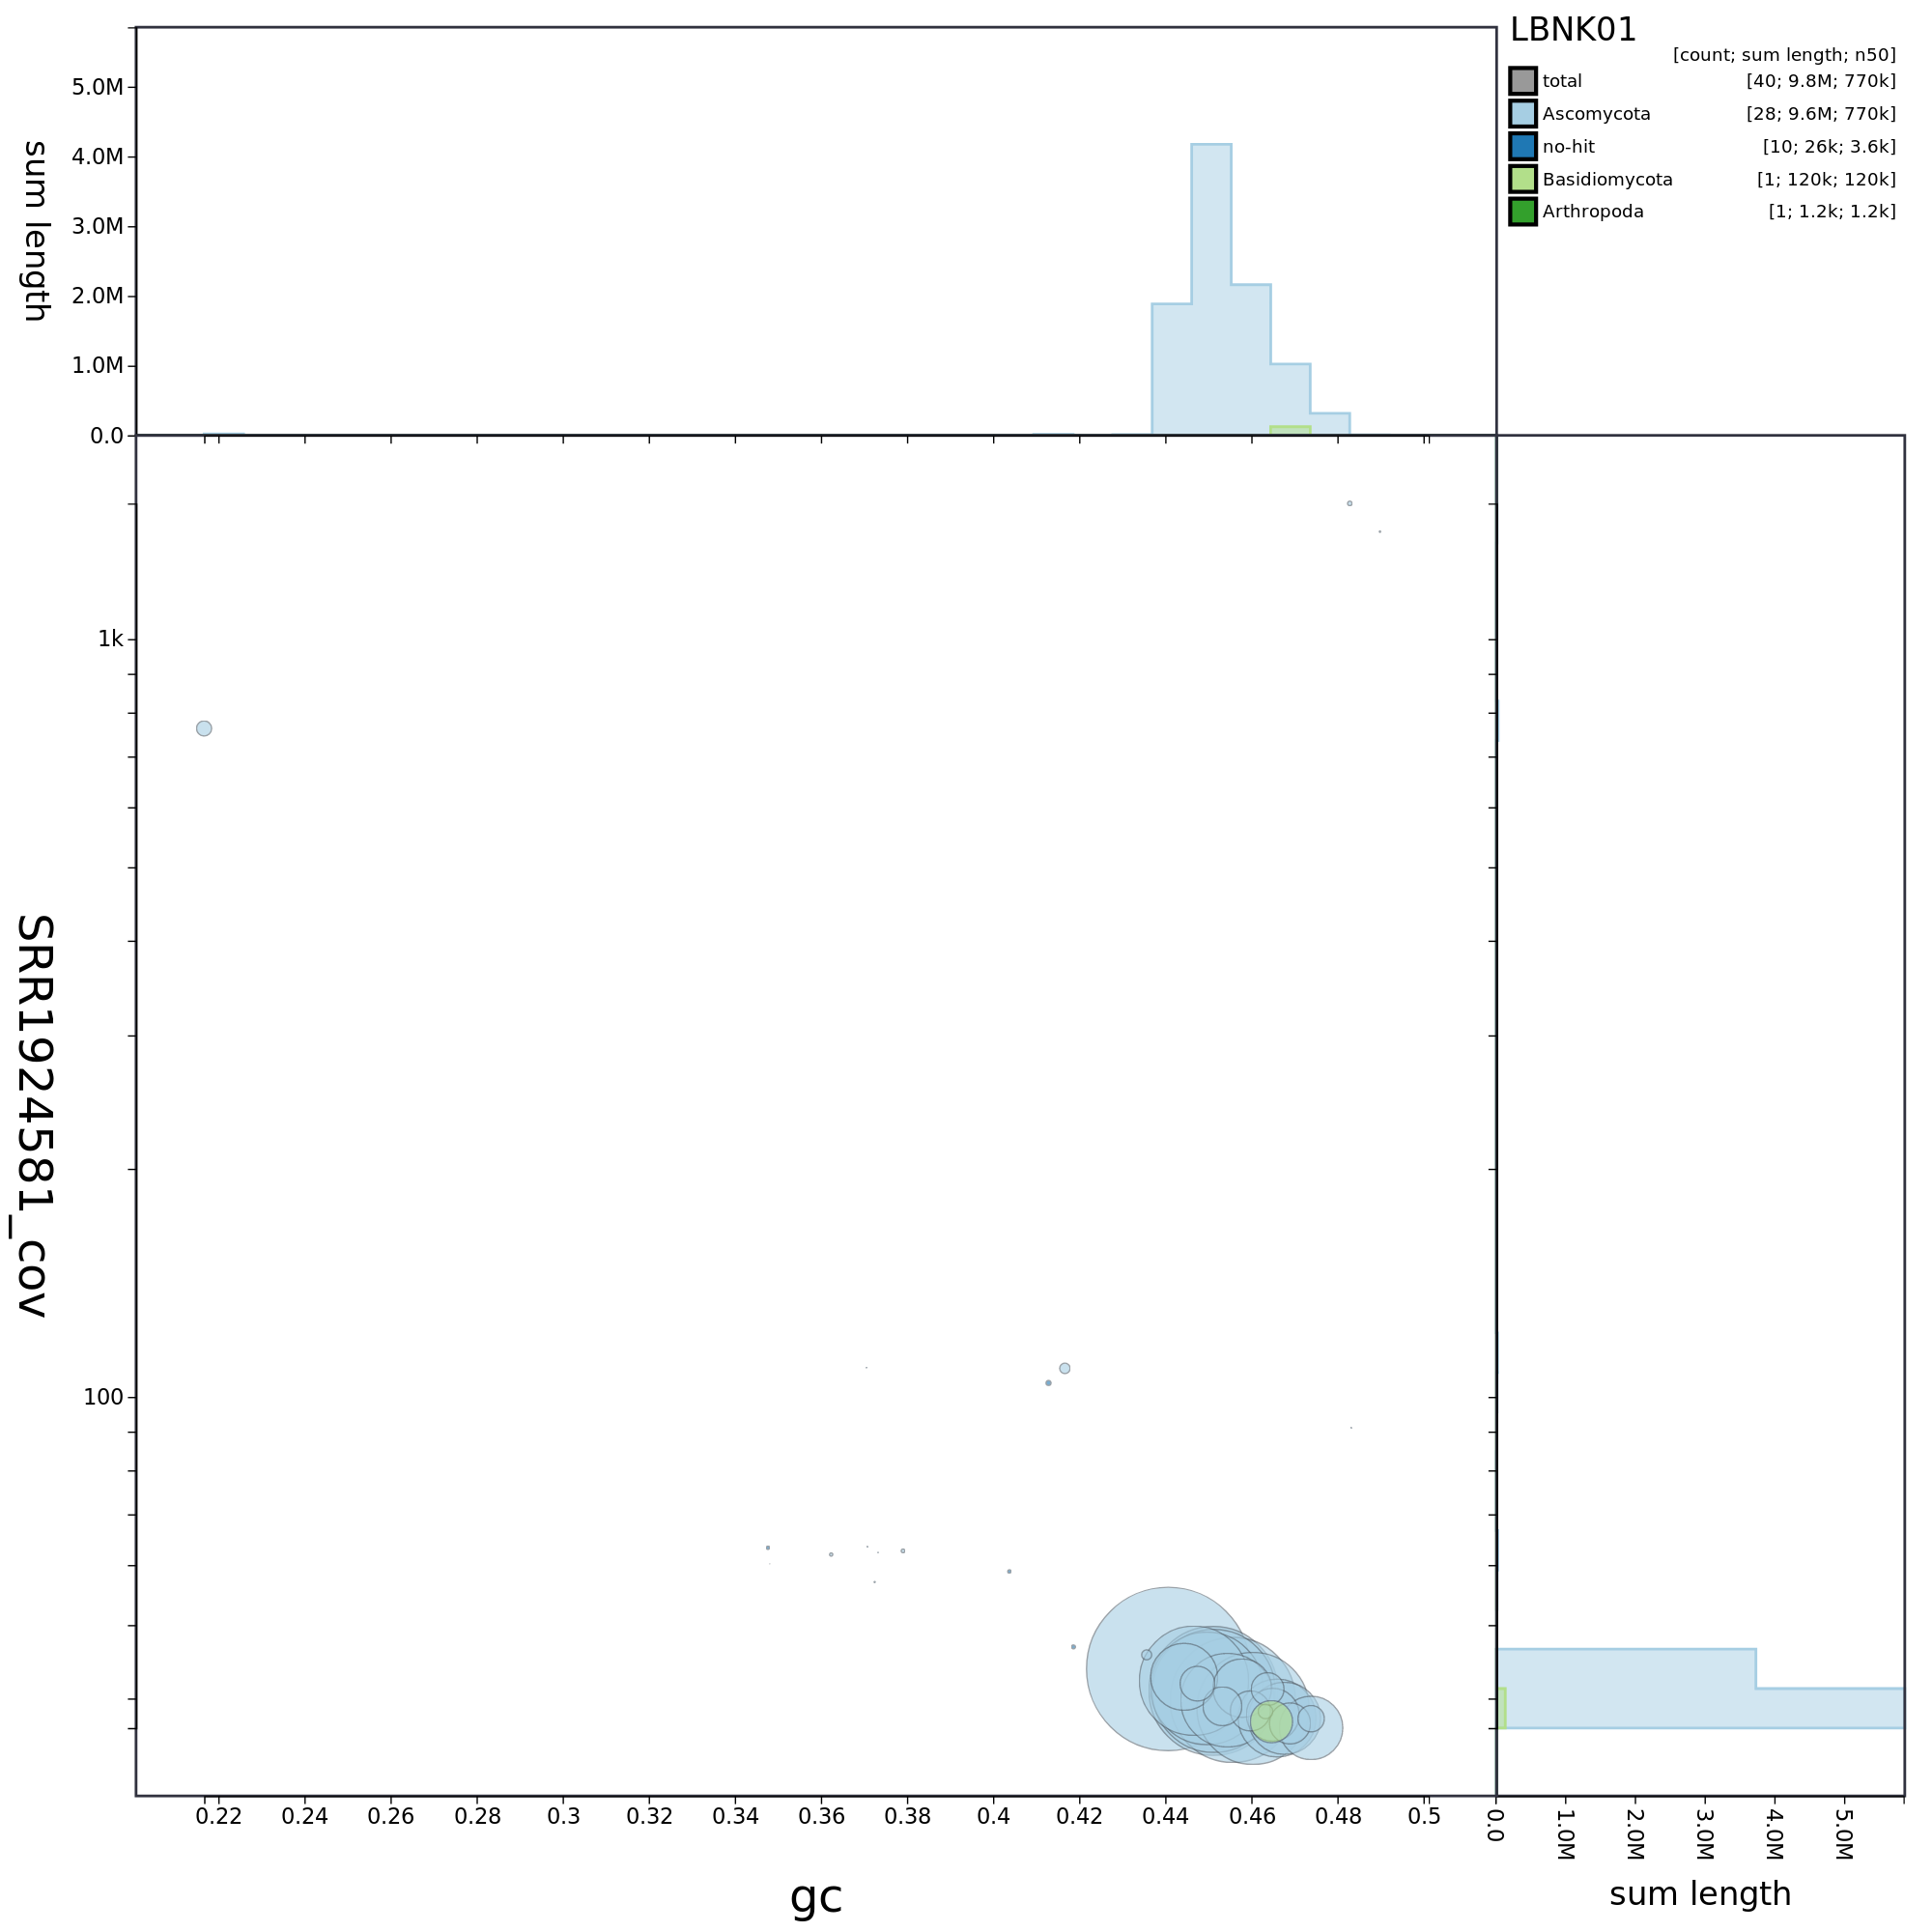 LBNK01
[count; sum length; n50]
total [40; 9.8M; 770k]
Ascomycota [28; 9.6M; 770k]
no-hit [10; 26k; 3.6k]
Basidiomycota [1; 120k; 120k]
Arthropoda [1; 1.2k; 1.2k]
sum length
5.0M
4.0M
3.0M
2.0M
1.0M
0.0
SRR1924581_cov
1k
100
0.22 0.24 0.26 0.28 0.3 0.32 0.34 0.36 0.38 0.4 0.42 0.44 0.46 0.48 0.5
gc
0.0 1.0M 2.0M 3.0M 4.0M 5.0M
sum length